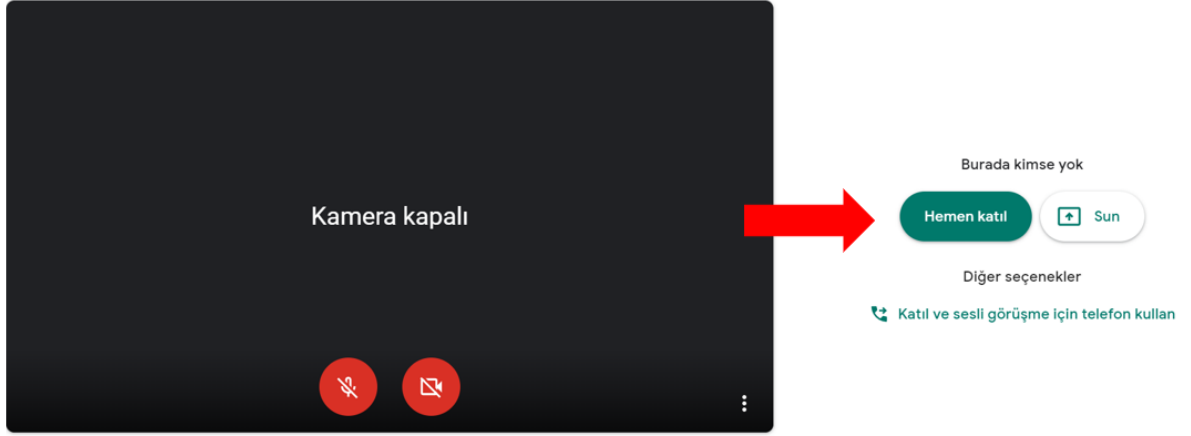 Kamera kapalı
Burada kimse yok
Hemen katıl
Sun
Diğer seçenekler
Katıl ve sesli görüşme için telefon kullan